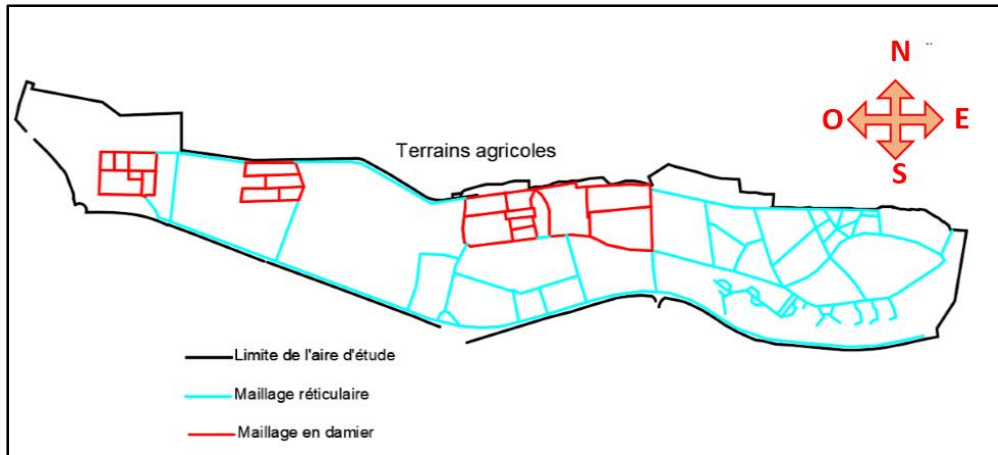 N
O E
S
Terrains agricoles
Limite de l'aire d'étude
Maillage réticulaire
Maillage en damier